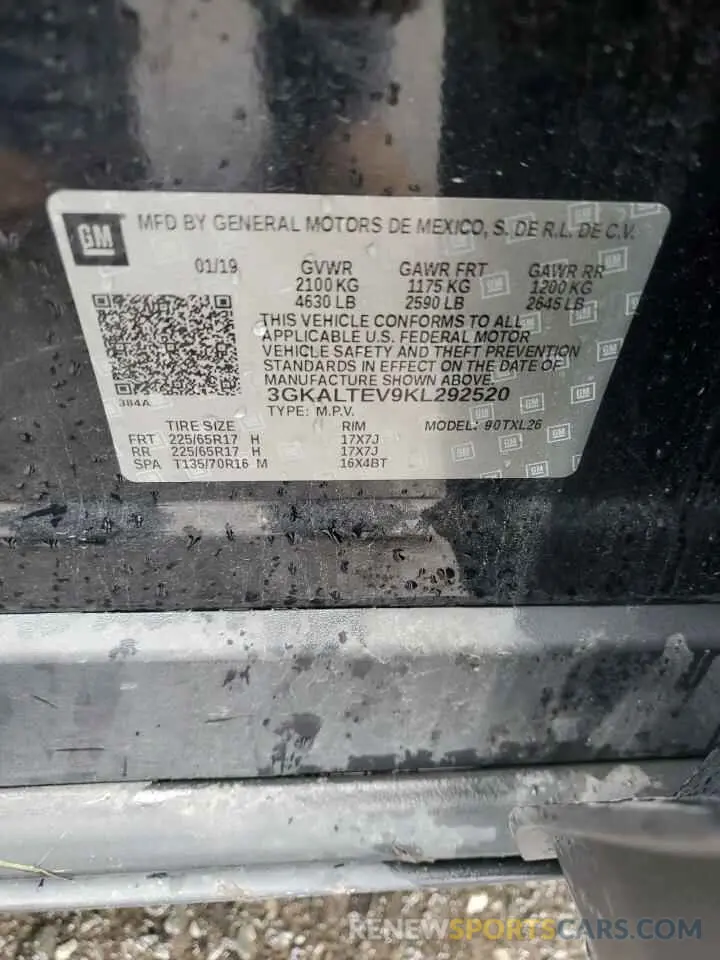 GM MFD BY GENERAL MOTORS DE MEXICO, S. DE R.L. DE C.V.
01/19 GVWR GAWR FRT GAWR RR
2100 KG 1175 KG 1200 KG
4630 LB 2590 LB 2645 LB
THIS VEHICLE CONFORMS TO ALL
APPLICABLE U.S. FEDERAL MOTOR
VEHICLE SAFETY AND THEFT PREVENTION
STANDARDS IN EFFECT ON THE DATE OF
MANUFACTURE SHOWN ABOVE.
384A 3GKALTEV9KL292520
TYPE: M.P.V. MODEL: 90TXL26
TIRE SIZE RIM
FRT 225/65R17 H 17X7J
RR 225/65R17 H 17X7J
SPA T135/70R16 M 16X4BT
RENEWSPORTSCARS.COM